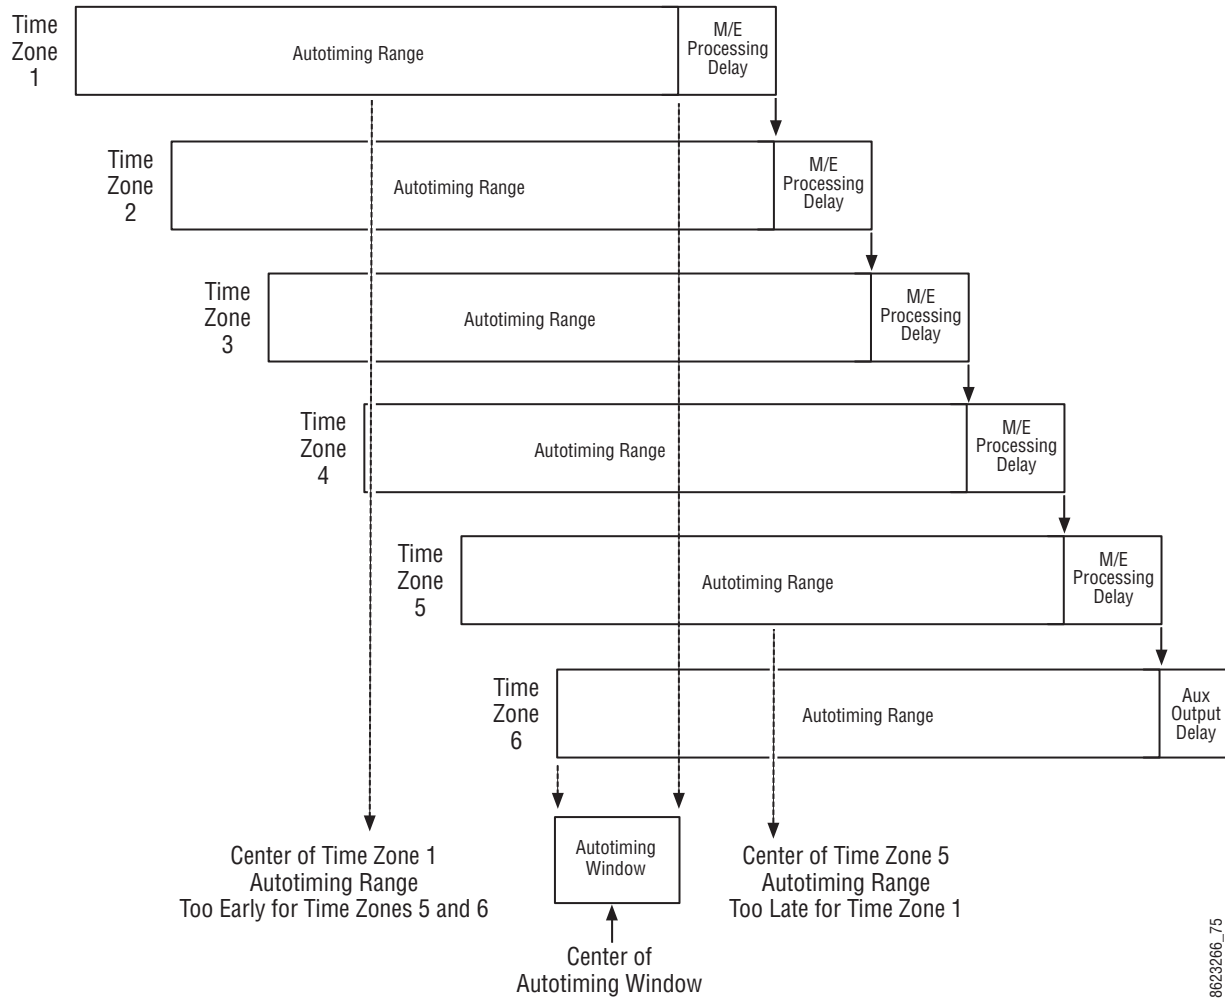 Time
Zone
1
Autotiming Range
M/E
Processing
Delay
Time
Zone
2
Autotiming Range
M/E
Processing
Delay
Time
Zone
3
Autotiming Range
M/E
Processing
Delay
Time
Zone
4
Autotiming Range
M/E
Processing
Delay
Time
Zone
5
Autotiming Range
M/E
Processing
Delay
Time
Zone
6
Autotiming Range
Aux
Output
Delay
Center of Time Zone 1
Autotiming Range
Too Early for Time Zones 5 and 6
Autotiming
Window
Center of Time Zone 5
Autotiming Range
Too Late for Time Zone 1
Center of
Autotiming Window
8623266_75